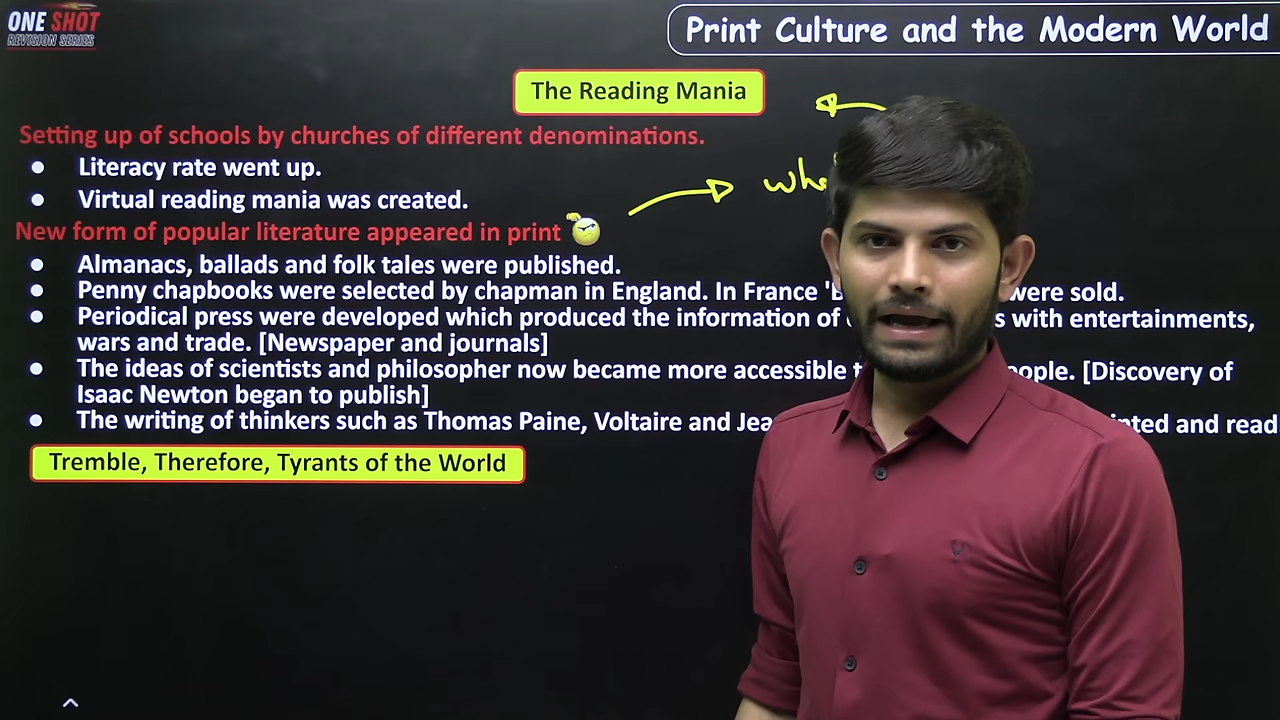 ONE SHOT
REVISION SERIES
Print Culture and the Modern World
The Reading Mania
Setting up of schools by churches of different denominations.
● Literacy rate went up.
● Virtual reading mania was created.
New form of popular literature appeared in print
● Almanacs, ballads and folk tales were published.
● Penny chapbooks were selected by chapman in England. In France 'B were sold.
● Periodical press were developed which produced the information of s with entertainments,
wars and trade. [Newspaper and journals]
● The ideas of scientists and philosopher now became more accessible [Discovery of
Isaac Newton began to publish]
● The writing of thinkers such as Thomas Paine, Voltaire and and read
Tremble, Therefore, Tyrants of the World